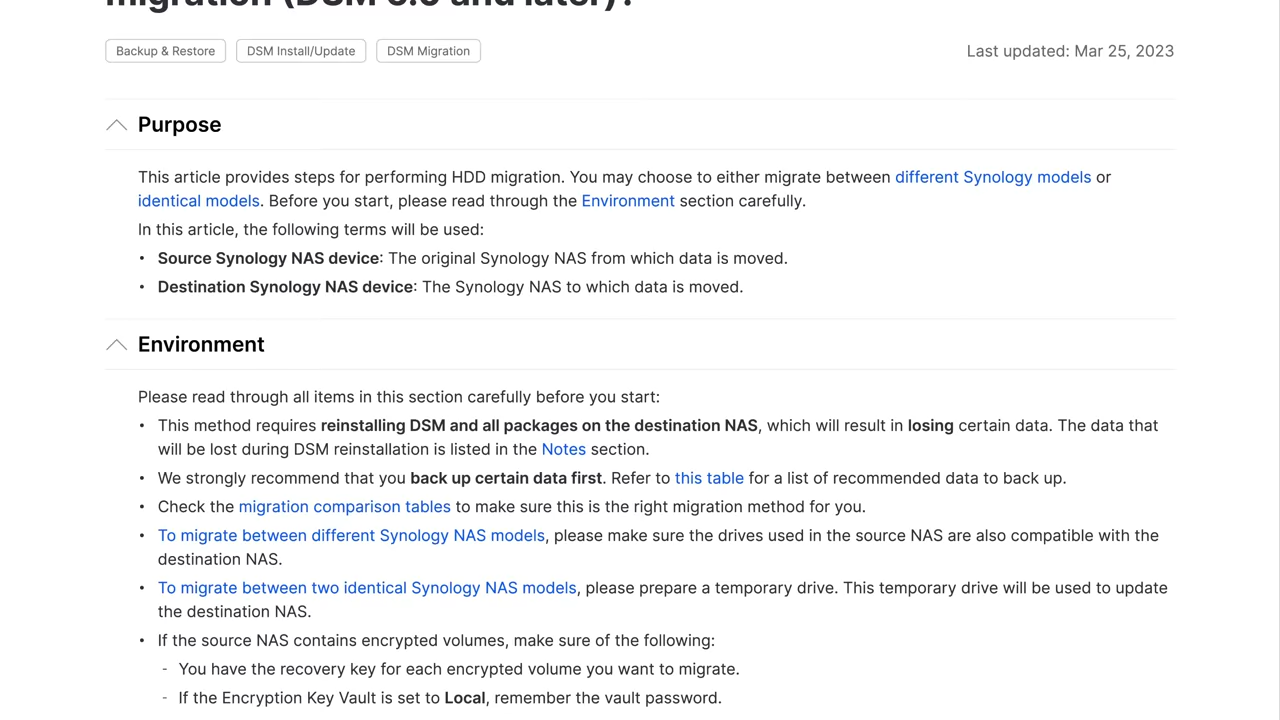 migration (DSM 6.0 and later)?
Backup & Restore
DSM Install/Update
DSM Migration
Last updated: Mar 25, 2023
Purpose
This article provides steps for performing HDD migration. You may choose to either migrate between different Synology models or
identical models. Before you start, please read through the Environment section carefully.
In this article, the following terms will be used:
• Source Synology NAS device: The original Synology NAS from which data is moved.
• Destination Synology NAS device: The Synology NAS to which data is moved.
Environment
Please read through all items in this section carefully before you start:
• This method requires reinstalling DSM and all packages on the destination NAS, which will result in losing certain data. The data that
will be lost during DSM reinstallation is listed in the Notes section.
• We strongly recommend that you back up certain data first. Refer to this table for a list of recommended data to back up.
• Check the migration comparison tables to make sure this is the right migration method for you.
• To migrate between different Synology NAS models, please make sure the drives used in the source NAS are also compatible with the
destination NAS.
• To migrate between two identical Synology NAS models, please prepare a temporary drive. This temporary drive will be used to update
the destination NAS.
• If the source NAS contains encrypted volumes, make sure of the following:
- You have the recovery key for each encrypted volume you want to migrate.
- If the Encryption Key Vault is set to Local, remember the vault password.